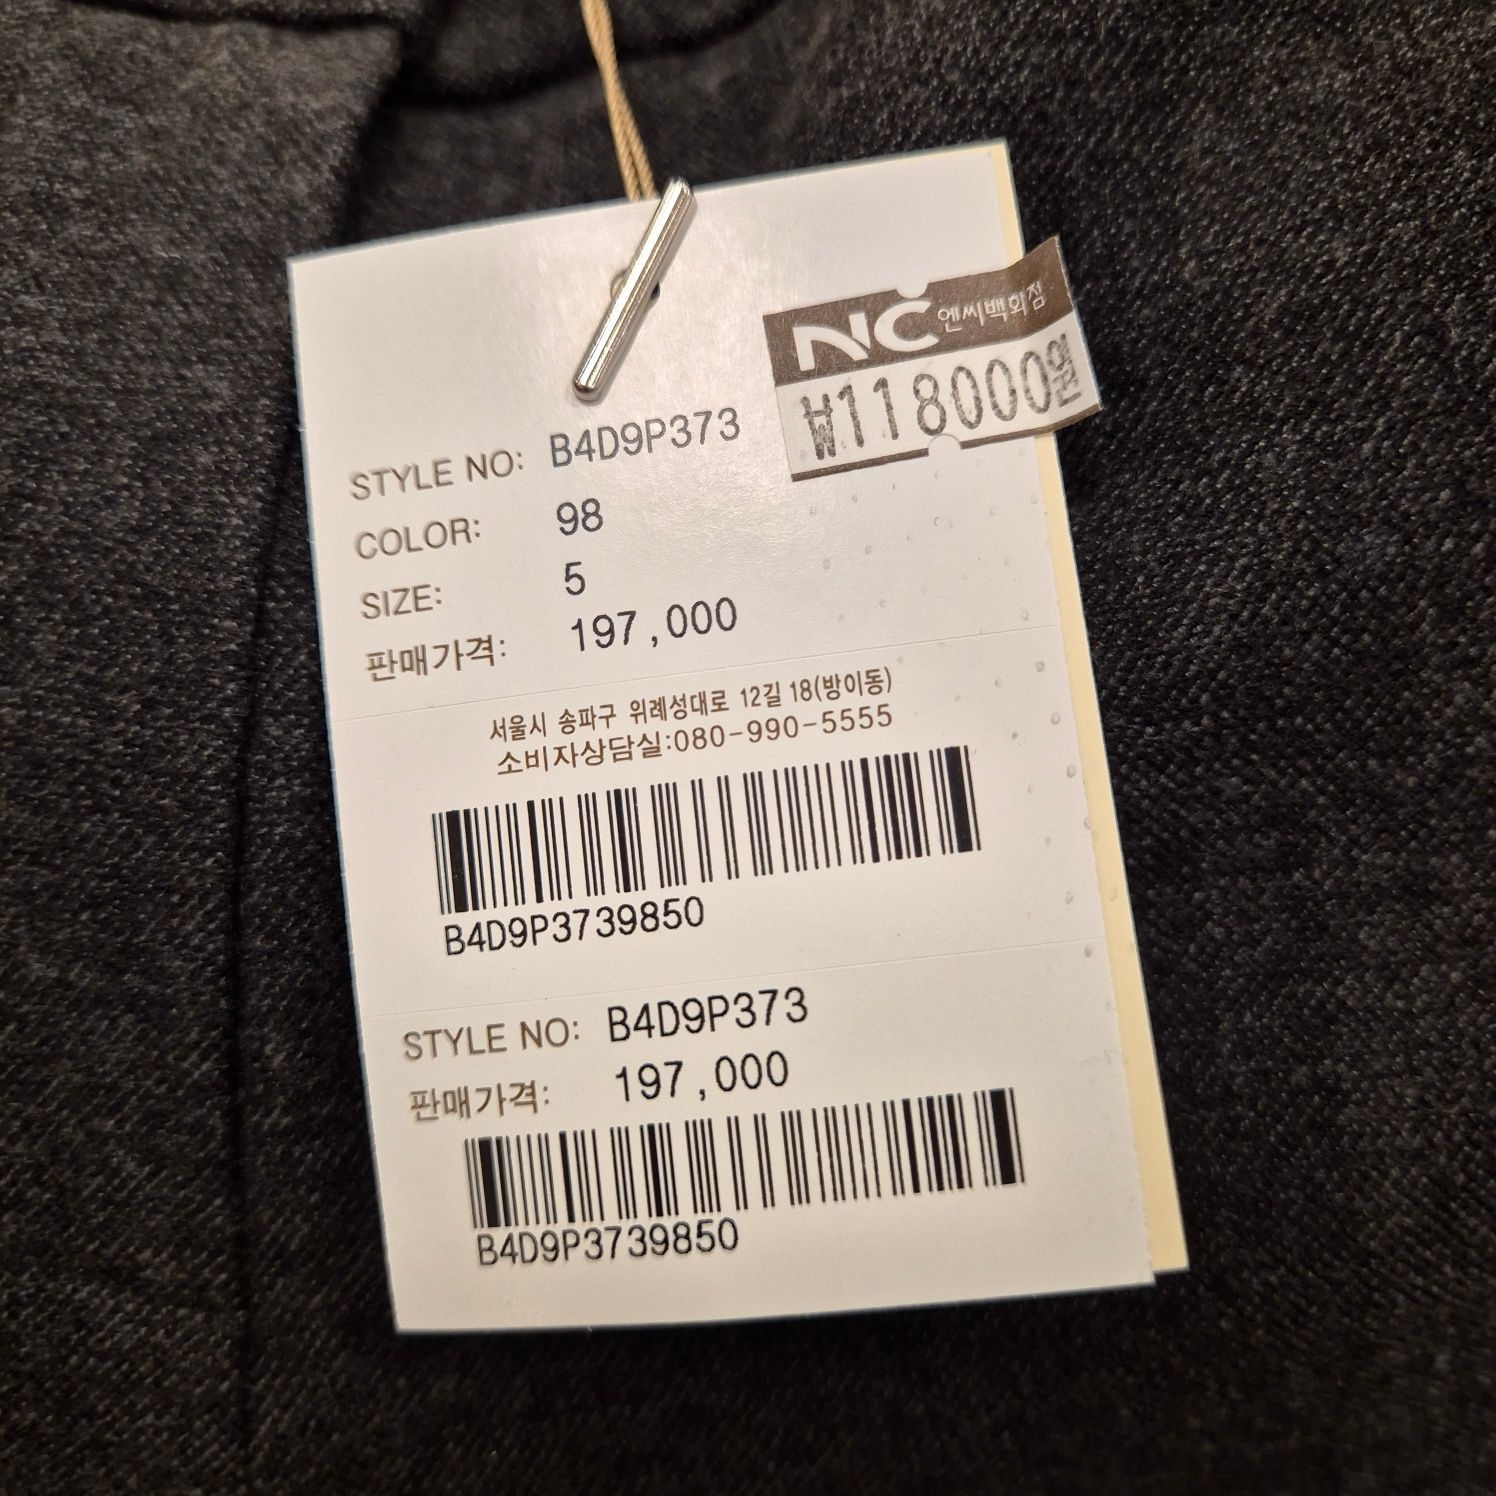 NC 엔씨백화점
₩118000원
STYLE NO: B4D9P373
COLOR: 98
SIZE: 5
판매가격: 197,000
서울시 송파구 위례성대로 12길 18(방이동)
소비자상담실:080-990-5555
B4D9P3739850
STYLE NO: B4D9P373
판매가격: 197,000
B4D9P3739850